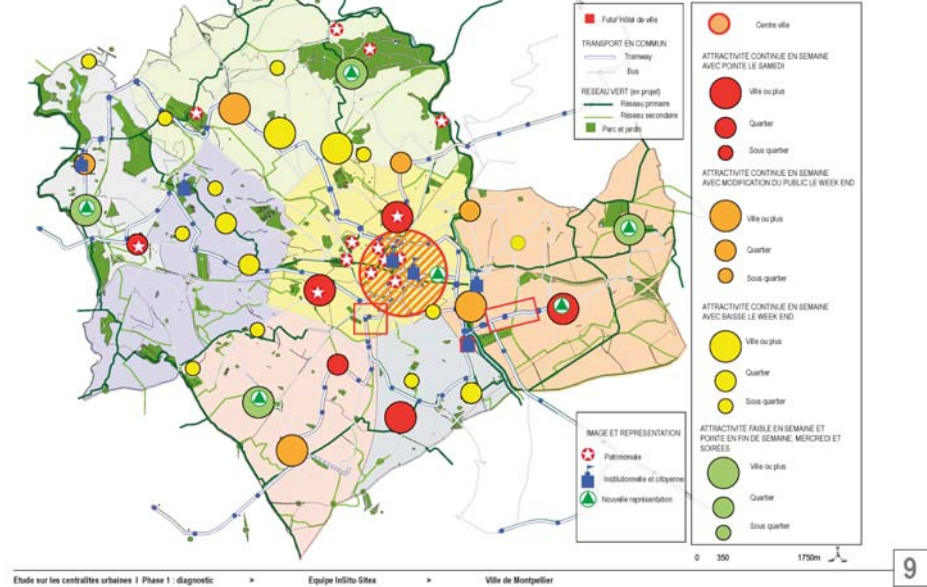 Futur Hôtel de ville
TRANSPORT EN COMMUN
Tramway
Bus
RESEAU VERT (en projet)
Réseau primaire
Réseau secondaire
Parc et jardin
Centre ville
ATTRACTIVITÉ CONTINUE EN SEMAINE
AVEC POINTE LE SAMEDI
Ville ou plus
Quartier
Sous quartier
ATTRACTIVITÉ CONTINUE EN SEMAINE
AVEC MODIFICATION DU PUBLIC LE WEEK END
Ville ou plus
Quartier
Sous quartier
ATTRACTIVITÉ CONTINUE EN SEMAINE
AVEC BAISSE LE WEEK END
Ville ou plus
Quartier
Sous quartier
ATTRACTIVITÉ FAIBLE EN SEMAINE ET
POINTE EN FIN DE SEMAINE, MERCREDI ET
SOIRÉES
Ville ou plus
Quartier
Sous quartier
IMAGE ET REPRÉSENTATION
Patrimoniale
Institutionnelle et citoyenne
Nouvelle représentation
0 350 1750m
Etude sur les centralités urbaines I Phase 1 : diagnostic > Equipe InSitu-Sitea > Ville de Montpellier
9